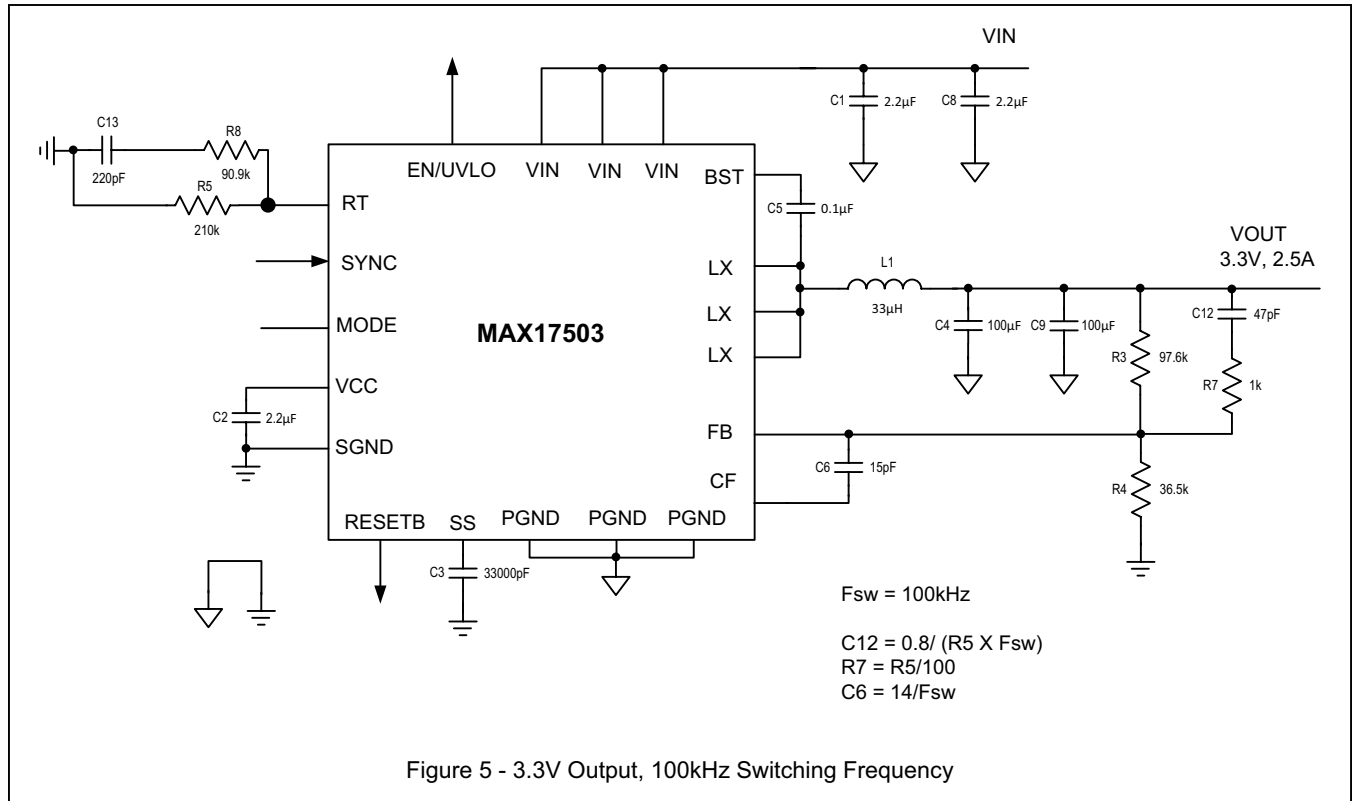 VIN
C1
2.2µF
C8
2.2µF
C13
220pF
R8
90.9k
R5
210k
EN/UVLO
VIN
VIN
VIN
BST
RT
SYNC
MODE
VCC
SGND
MAX17503
LX
LX
LX
FB
CF
RESETB
SS
PGND
PGND
PGND
C5
0.1µF
L1
33µH
VOUT
3.3V, 2.5A
C4
100µF
C9
100µF
R3
97.6k
C12
47pF
R7
1k
C2
2.2µF
C6
15pF
R4
36.5k
C3
33000pF
Fsw = 100kHz
C12 = 0.8/ (R5 X Fsw)
R7 = R5/100
C6 = 14/Fsw
Figure 5 - 3.3V Output, 100kHz Switching Frequency